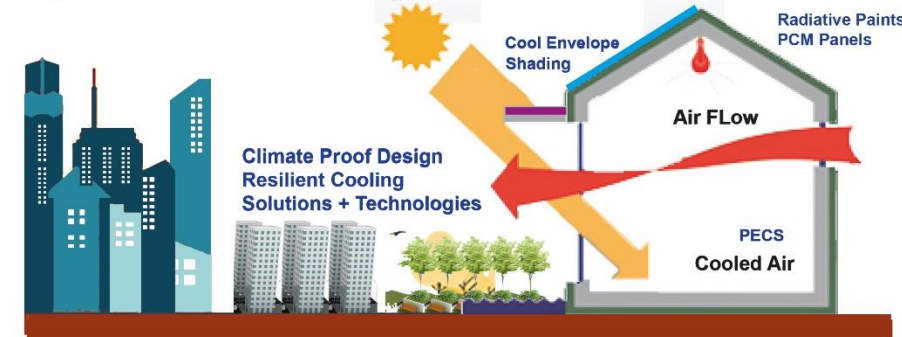 Cool Envelope
Shading
Radiative Paints
PCM Panels
Air FLow
Climate Proof Design
Resilient Cooling
Solutions + Technologies
PECS
Cooled Air